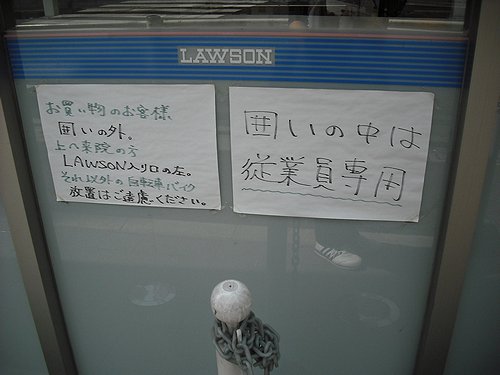 LAWSON
お買い物のお客様
囲いの外。
上へ来院の方
LAWSON入り口の左。
それ以外の自転車バイク
放置はご遠慮ください。
囲いの中は
従業員専用